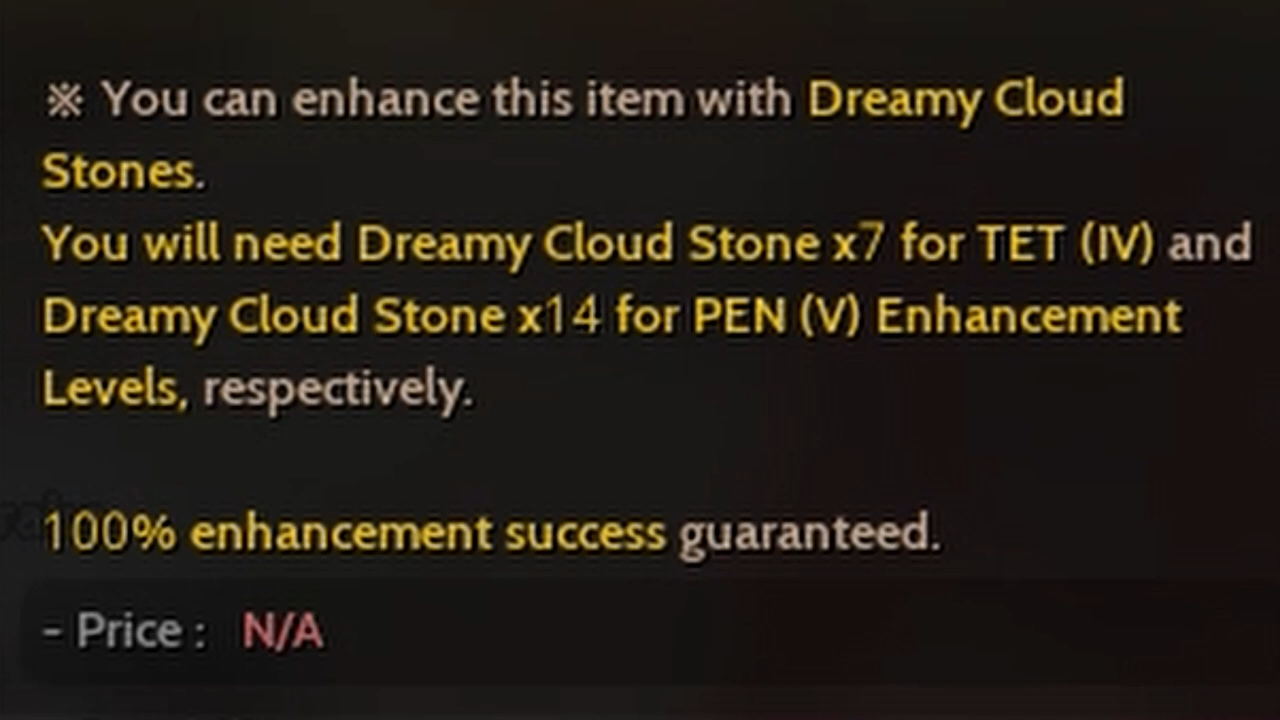 ※ You can enhance this item with Dreamy Cloud
Stones.
You will need Dreamy Cloud Stone x7 for TET (IV) and
Dreamy Cloud Stone x14 for PEN (V) Enhancement
Levels, respectively.
100% enhancement success guaranteed.
- Price : N/A